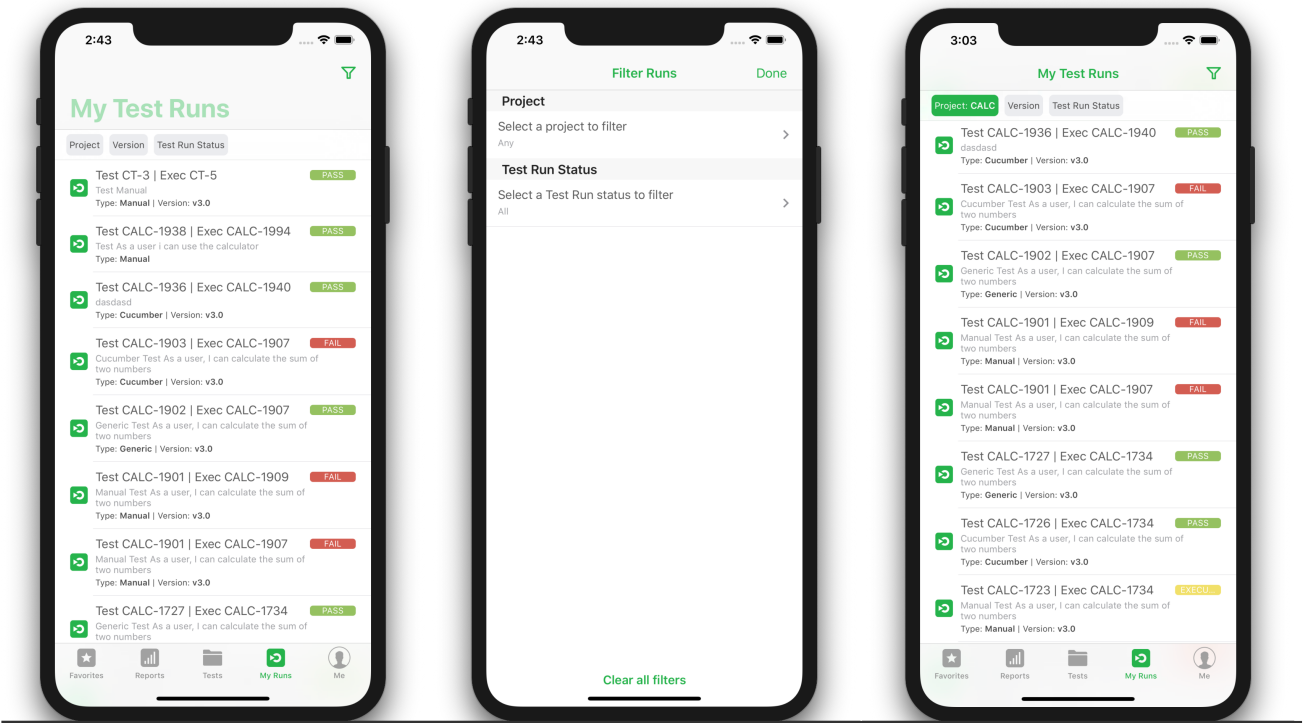 2:43
My Test Runs
Project Version Test Run Status
Test CT-3 | Exec CT-5 PASS
Test Manual
Type: Manual | Version: v3.0
Test CALC-1938 | Exec CALC-1994 PASS
Test As a user i can use the calculator
Type: Manual
Test CALC-1936 | Exec CALC-1940 PASS
dasdasd
Type: Cucumber | Version: v3.0
Test CALC-1903 | Exec CALC-1907 FAIL
Cucumber Test As a user, I can calculate the sum of
two numbers
Type: Cucumber | Version: v3.0
Test CALC-1902 | Exec CALC-1907 PASS
Generic Test As a user, I can calculate the sum of
two numbers
Type: Generic | Version: v3.0
Test CALC-1901 | Exec CALC-1909 FAIL
Manual Test As a user, I can calculate the sum of
two numbers
Type: Manual | Version: v3.0
Test CALC-1901 | Exec CALC-1907 FAIL
Manual Test As a user, I can calculate the sum of
two numbers
Type: Manual | Version: v3.0
Test CALC-1727 | Exec CALC-1734 PASS
Generic Test As a user, I can calculate the sum of
two numbers
Favorites Reports Tests My Runs Me
2:43
Filter Runs Done
Project
Select a project to filter
Any
Test Run Status
Select a Test Run status to filter
All
Clear all filters
3:03
My Test Runs
Project: CALC Version Test Run Status
Test CALC-1936 | Exec CALC-1940 PASS
dasdasd
Type: Cucumber | Version: v3.0
Test CALC-1903 | Exec CALC-1907 FAIL
Cucumber Test As a user, I can calculate the sum of
two numbers
Type: Cucumber | Version: v3.0
Test CALC-1902 | Exec CALC-1907 PASS
Generic Test As a user, I can calculate the sum of
two numbers
Type: Generic | Version: v3.0
Test CALC-1901 | Exec CALC-1909 FAIL
Manual Test As a user, I can calculate the sum of
two numbers
Type: Manual | Version: v3.0
Test CALC-1901 | Exec CALC-1907 FAIL
Manual Test As a user, I can calculate the sum of
two numbers
Type: Manual | Version: v3.0
Test CALC-1727 | Exec CALC-1734 PASS
Generic Test As a user, I can calculate the sum of
two numbers
Type: Generic | Version: v3.0
Test CALC-1726 | Exec CALC-1734 PASS
Cucumber Test As a user, I can calculate the sum of
two numbers
Type: Cucumber | Version: v3.0
Test CALC-1723 | Exec CALC-1734 EXECU...
Manual Test As a user, I can calculate the sum of
two numbers
Type: Manual | Version: v3.0
Favorites Reports Tests My Runs Me